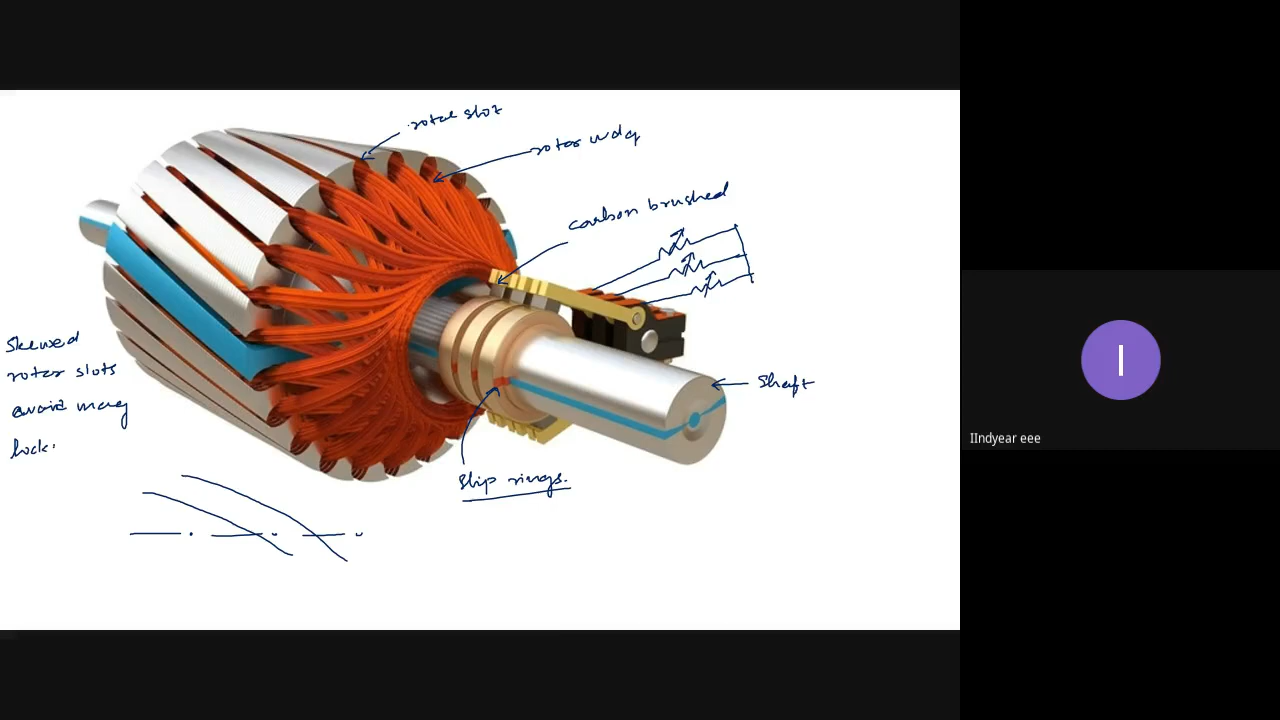 rotor slot
rotor wdg
carbon brushed
Shaft
Skewed
rotor slots
avoid mag
lock.
slip rings.
I
IIndyear eee